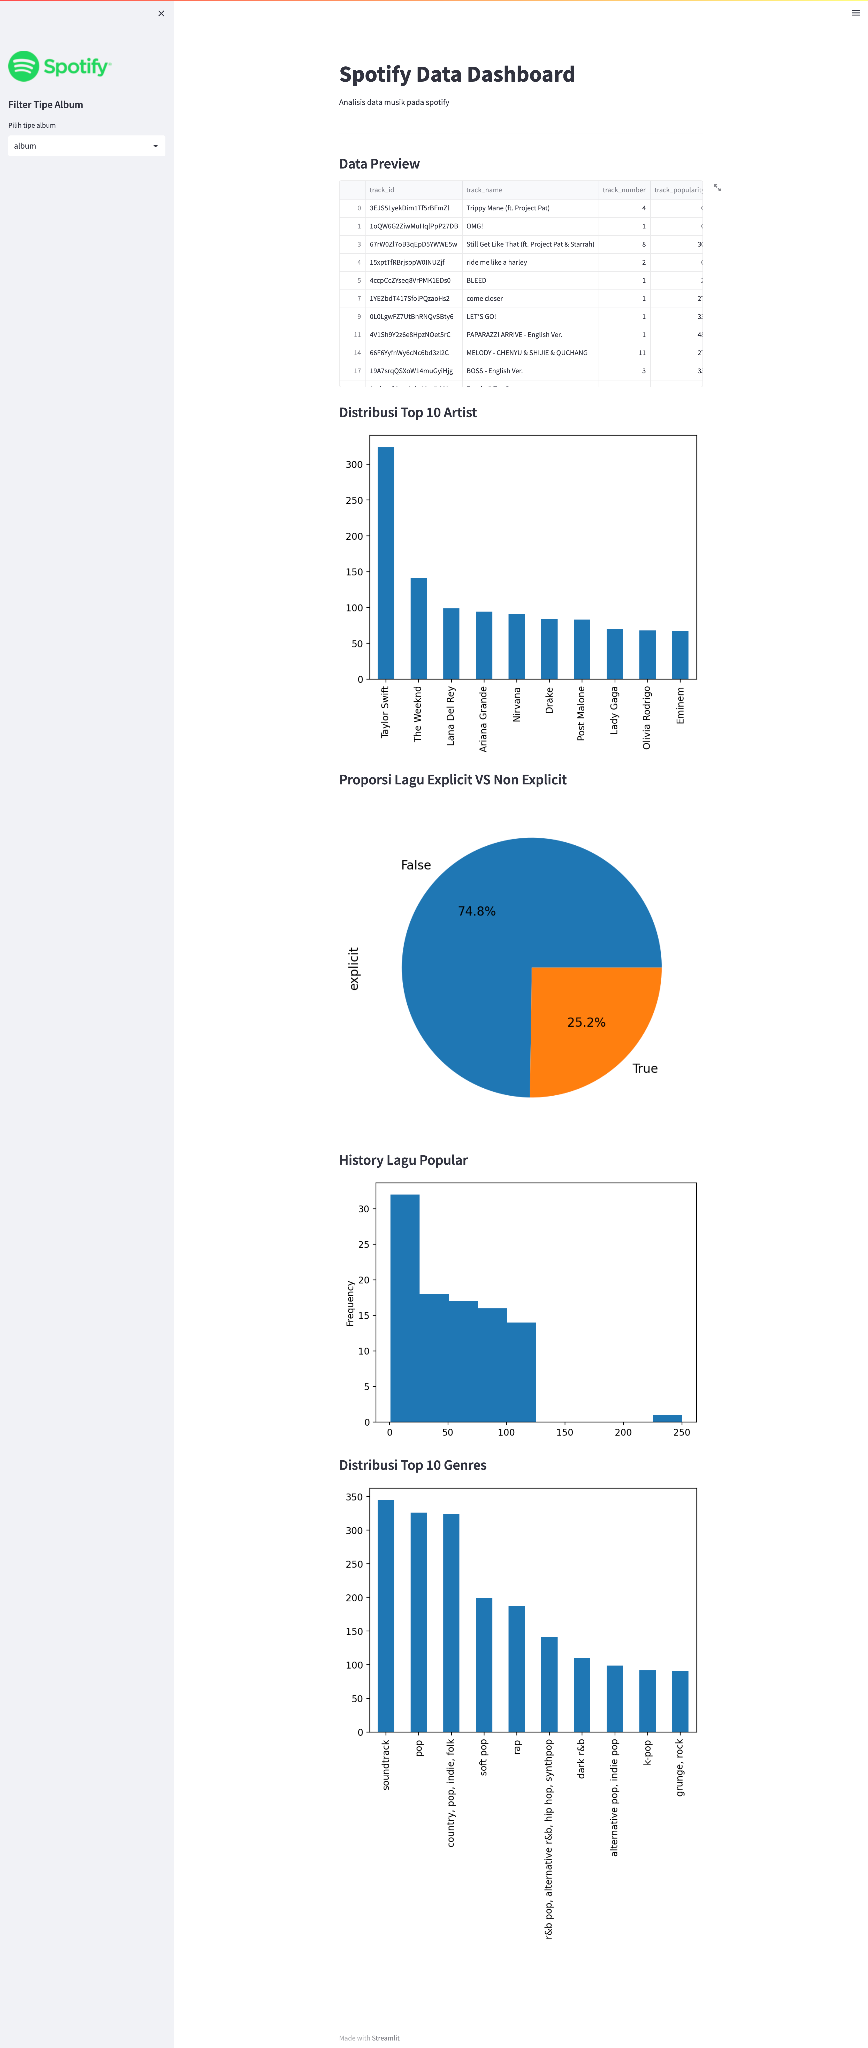 Spotify
Filter Tipe Album
Pilih tipe album
album
Spotify Data Dashboard
Analisis data musik pada spotify
Data Preview
track_id track_name track_number track_popularit
0 Trippy Mane (ft. Project Pat) 4
1 OMG! 1
3 Still Get Like That (ft. Project Pat & Starrah) 8
4 ride me like a harley 2
5 BLEED 1
7 come closer 1
9 LET'S GO! 1
11 PAPARAZZI ARRIVE - English Ver. 1
14 MELODY - CHENYU & SHIJIE & QUCHANG 11
17 BOSS - English Ver. 3
Distribusi Top 10 Artist
300
250
200
150
100
50
0
Taylor Swift
The Weeknd
Lana Del Rey
Ariana Grande
Nirvana
Drake
Post Malone
Lady Gaga
Olivia Rodrigo
Eminem
Proporsi Lagu Explicit VS Non Explicit
False
74.8%
explicit
25.2%
True
History Lagu Popular
30
25
20
15
10
5
0
Frequency
0 50 100 150 200 250
Distribusi Top 10 Genres
350
300
250
200
150
100
50
0
soundtrack
pop
country, pop, indie, folk
soft pop
rap
r&b pop, alternative r&b, hip hop, synthpop
dark r&b
alternative pop, indie pop
k-pop
grunge, rock
Made with Streamlit